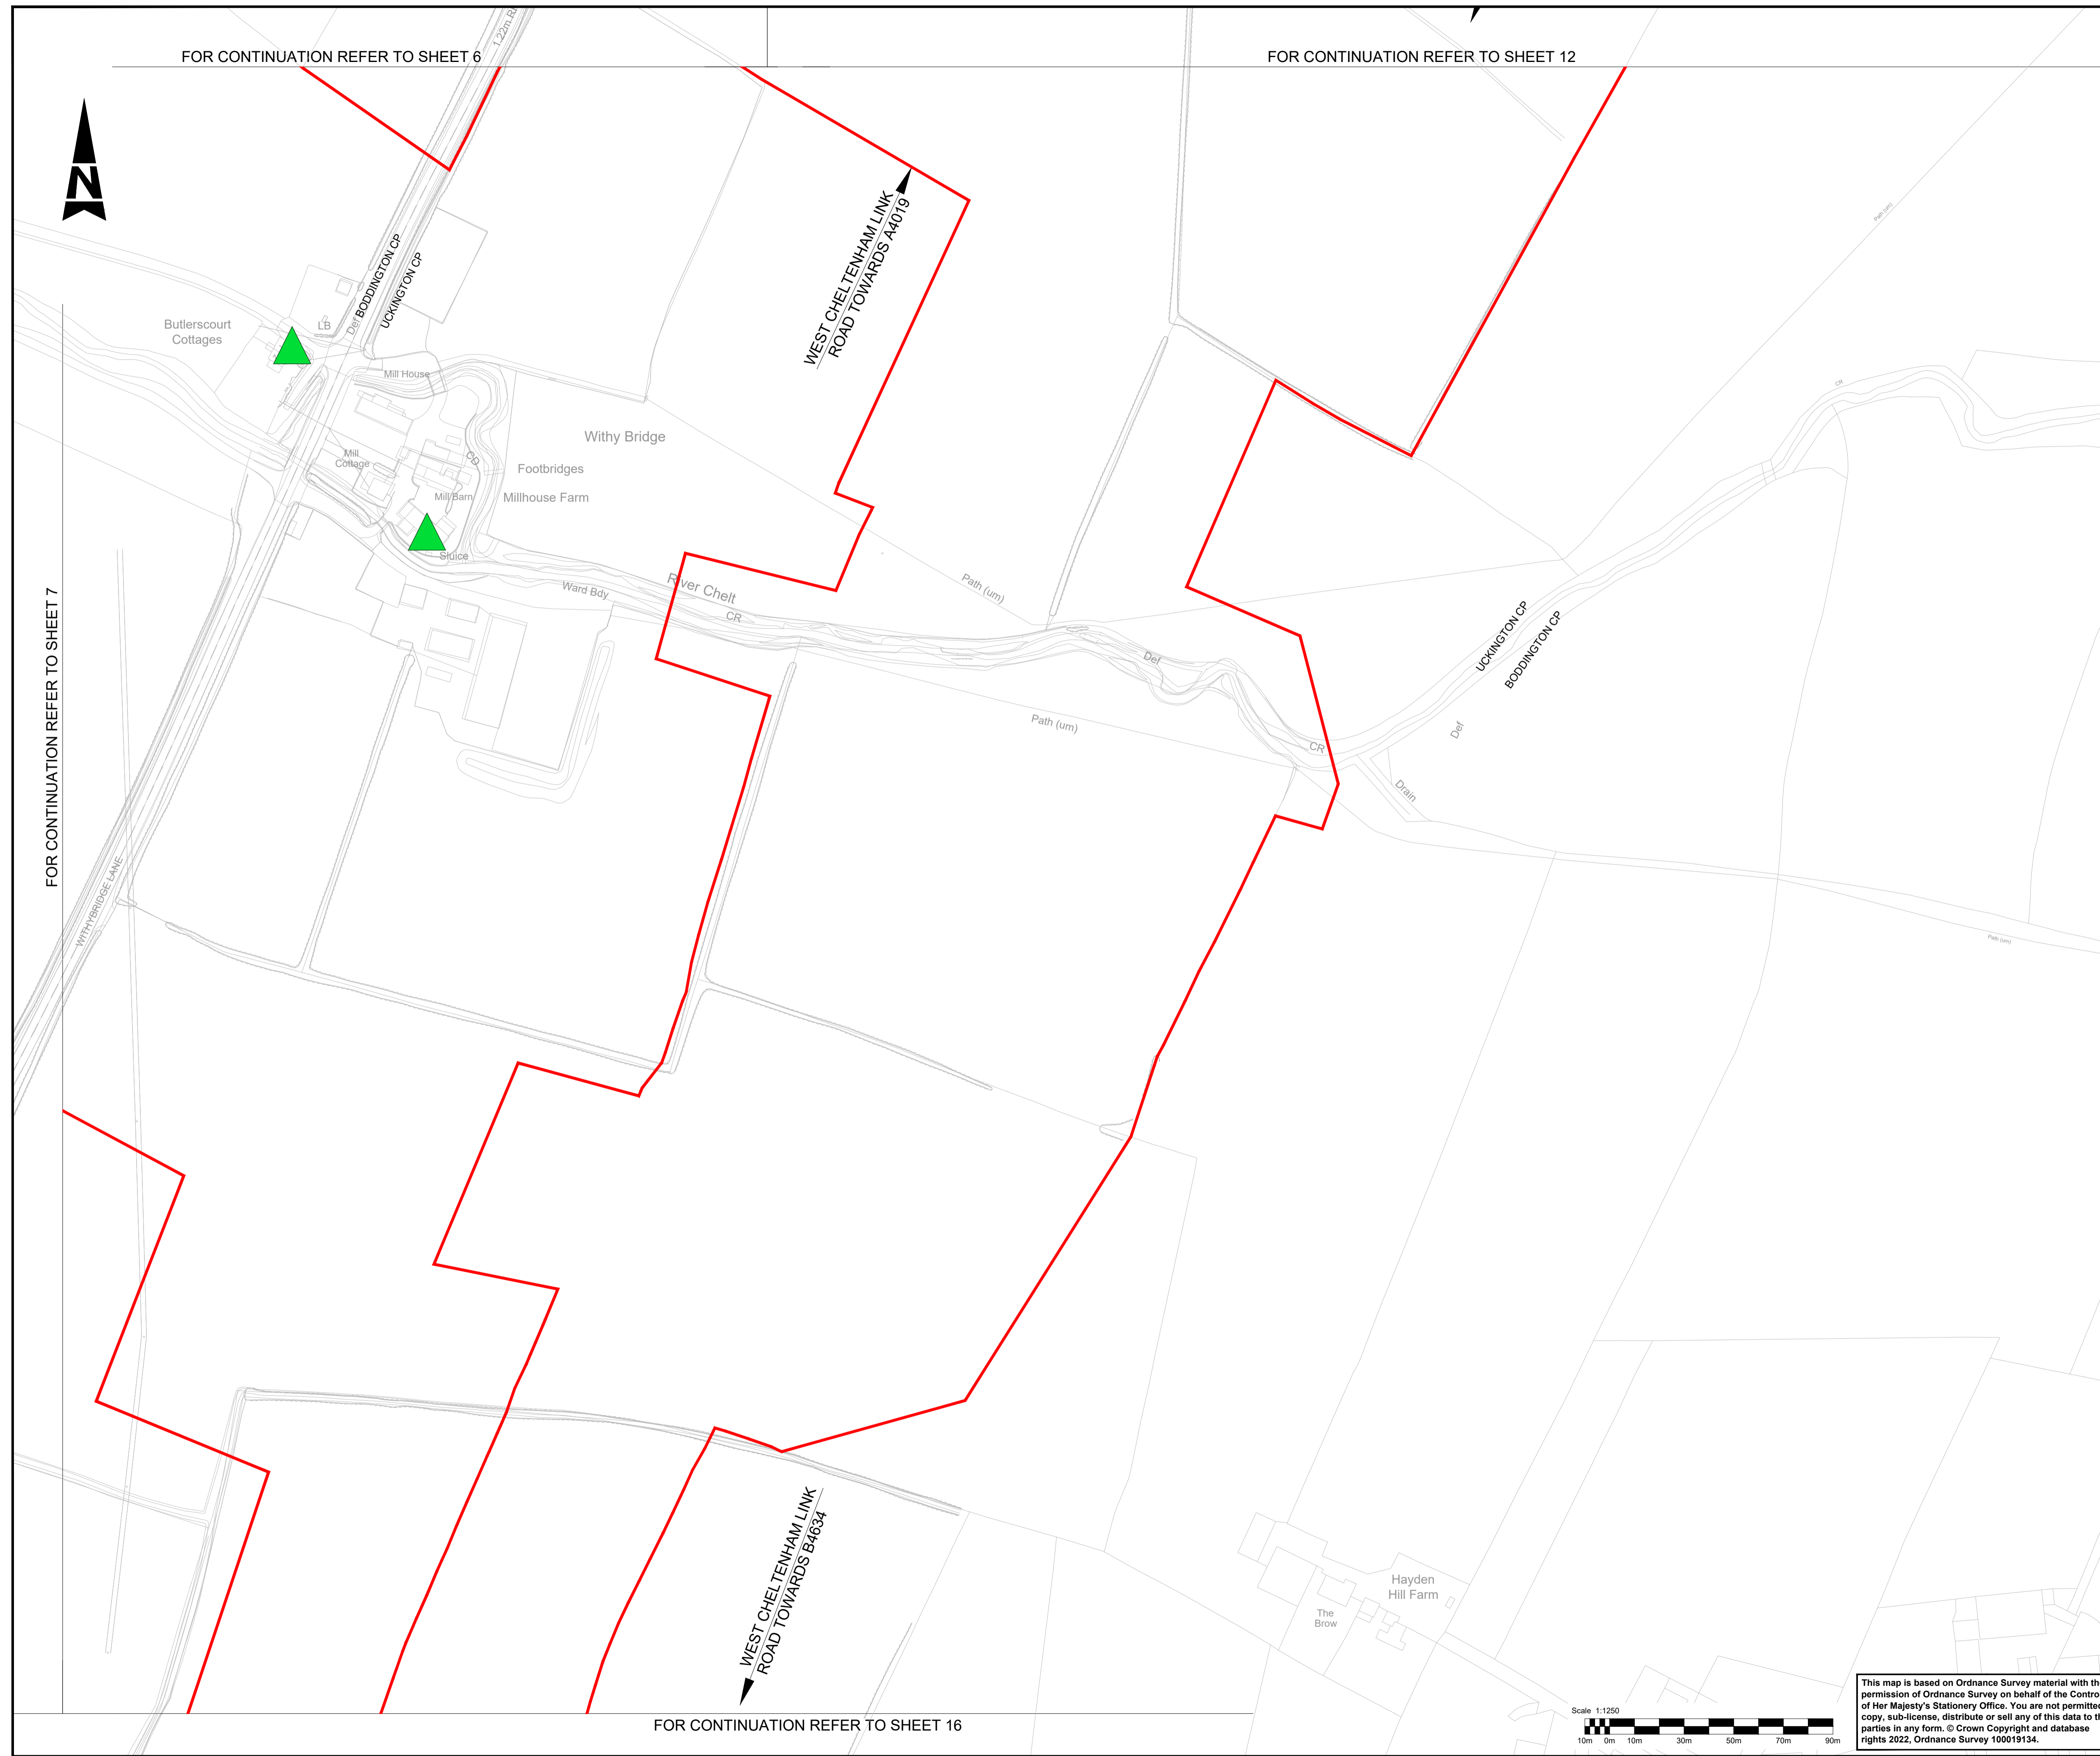 1.22m
FOR CONTINUATION REFER TO SHEET 6
FOR CONTINUATION REFER TO SHEET 12
N
Path (um)
WEST CHELTENHAM LINK
ROAD TOWARDS A4019
BODDINGTON CP
UCKINGTON CP
Def
LB
Butlerscourt
Cottages
Mill House
CR
Withy Bridge
Mill
Cottage
CD
Footbridges
Mill Barn
Millhouse Farm
Sluice
River Chelt
Ward Bdy
CR
Path (um)
FOR CONTINUATION REFER TO SHEET 7
UCKINGTON CP
BODDINGTON CP
Def
Path (um)
Def
CR
Drain
WITHYBRIDGE LANE
Path (um)
WEST CHELTENHAM LINK
ROAD TOWARDS B4634
Hayden
Hill Farm
The
Brow
FOR CONTINUATION REFER TO SHEET 16
Scale 1:1250
10m 0m 10m 30m 50m 70m 90m
This map is based on Ordnance Survey material with
permission of Ordnance Survey on behalf of the
of Her Majesty's Stationery Office. You are not
copy, sub-license, distribute or sell any of this data to
parties in any form. © Crown Copyright and database
rights 2022, Ordnance Survey 100019134.